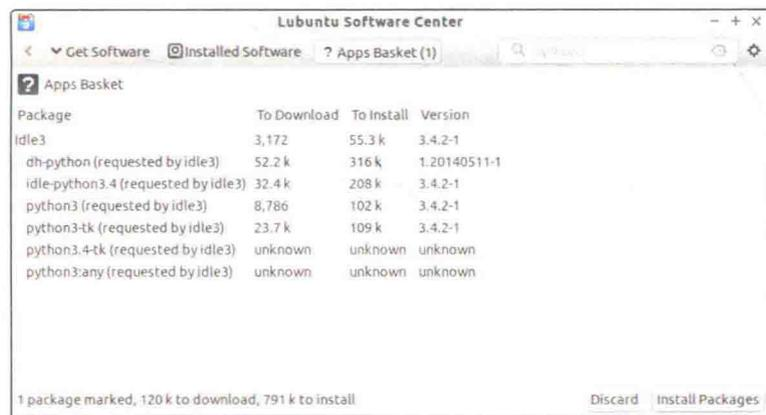 Lubuntu Software Center
Get Software Installed Software ? Apps Basket (1)
? Apps Basket
Package To Download To Install Version
Idle3 3,172 55.3 k 3.4.2-1
dh-python (requested by idle3) 52.2 k 316 k 1.20140511-1
idle-python3.4 (requested by idle3) 32.4 k 208 k 3.4.2-1
python3 (requested by idle3) 8,786 102 k 3.4.2-1
python3-tk (requested by idle3) 23.7 k 109 k 3.4.2-1
python3.4-tk (requested by idle3) unknown unknown unknown
python3:any (requested by idle3) unknown unknown unknown
1 package marked, 120 k to download, 791 k to install Discard Install Packages